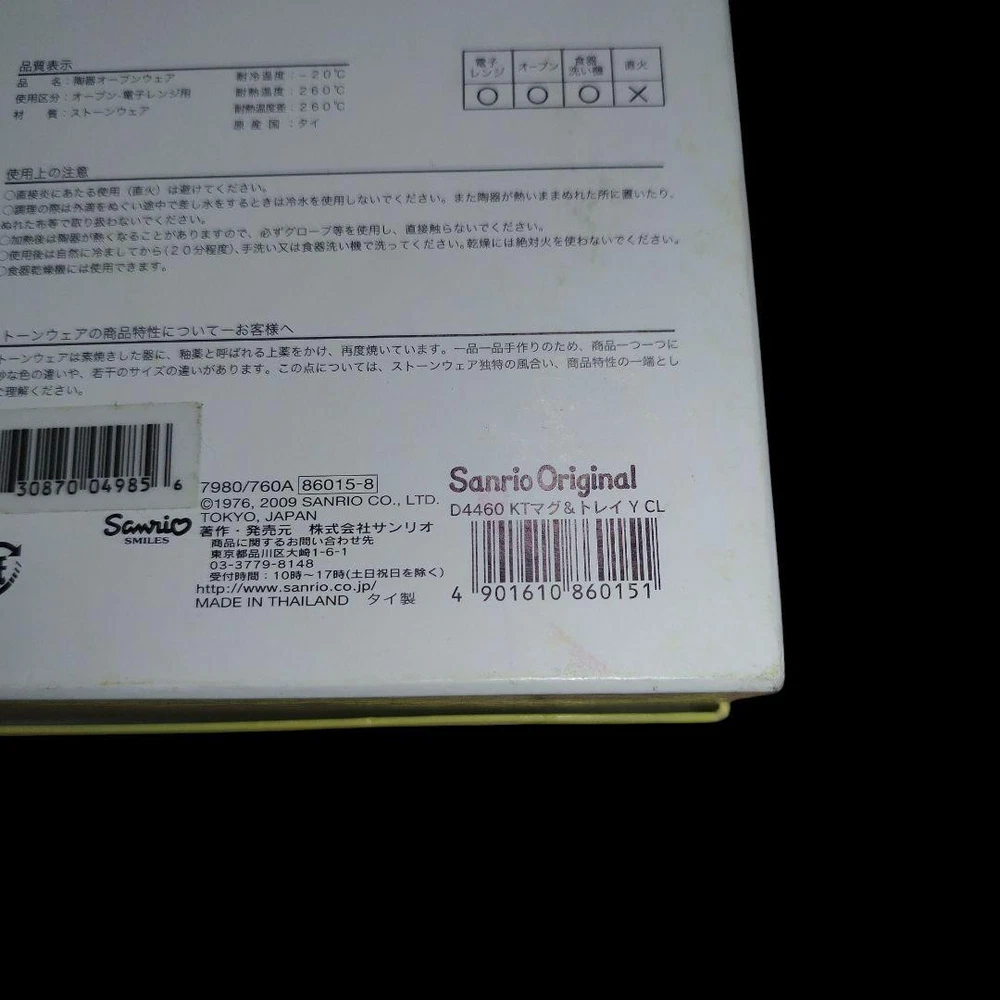 品質表示
品 名：陶器オーブンウェア
使用区分：オーブン・電子レンジ用
材 質：ストーンウェア
耐冷温度：－20℃
耐熱温度：260℃
耐熱温度差：260℃
原産国：タイ
電子レンジ オーブン 食器洗い機 直火
○ ○ ○ ×
使用上の注意
○直接炎にあたる使用（直火）は避けてください。
○調理の際は外滴をぬぐい途中で差し水をするときは冷水を使用しないでください。また陶器が熱いままぬれた所に置いたり、
ぬれた布等で取り扱わないでください。
○加熱後は陶器が熱くなることがありますので、必ずグローブ等を使用し、直接触らないでください。
○使用後は自然に冷ましてから（20分程度）、手洗い又は食器洗い機で洗ってください。乾燥には絶対火を使わないでください。
○食器乾燥機には使用できます。
トーンウェアの商品特性についてーお客様へ
トーンウェアは素焼きした器に、釉薬と呼ばれる上薬をかけ、再度焼いています。一品一品手作りのため、商品一つ一つに
妙な色の違いや、若干のサイズの違いがあります。この点については、ストーンウェア独特の風合い、商品特性の一端とし
理解ください。
30870 04985 6
Sanrio
SMILES
7980/760A 86015-8
©1976, 2009 SANRIO CO., LTD.
TOKYO, JAPAN
著作・発売元 株式会社サンリオ
商品に関するお問い合わせ先
東京都品川区大崎1-6-1
03-3779-8148
受付時間：10時～17時(土日祝日を除く)
http://www.sanrio.co.jp/
MADE IN THAILAND タイ製
Sanrio Original
D4460 KTマグ&トレイ Y CL
4 901610 860151